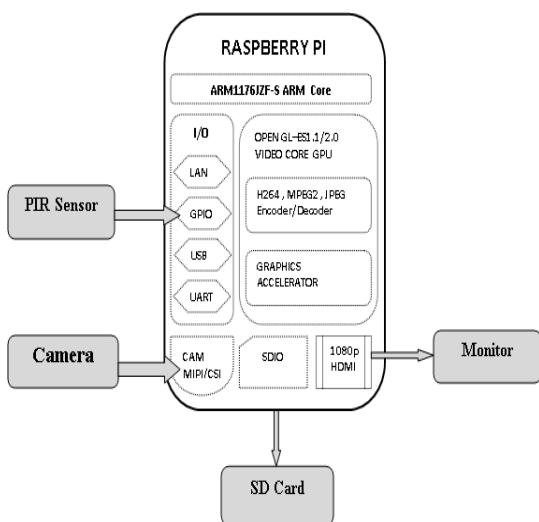 RASPBERRY PI
ARM1176JZF-S ARM Core
I/O
LAN
GPIO
USB
UART
OPEN GL-ES1.1/2.0
VIDEO CORE GPU
H264 , MPEG2 , JPEG
Encoder/Decoder
GRAPHICS
ACCELERATOR
PIR Sensor
Camera
CAM
MIPI/CSI
SDIO
1080p
HDMI
Monitor
SD Card